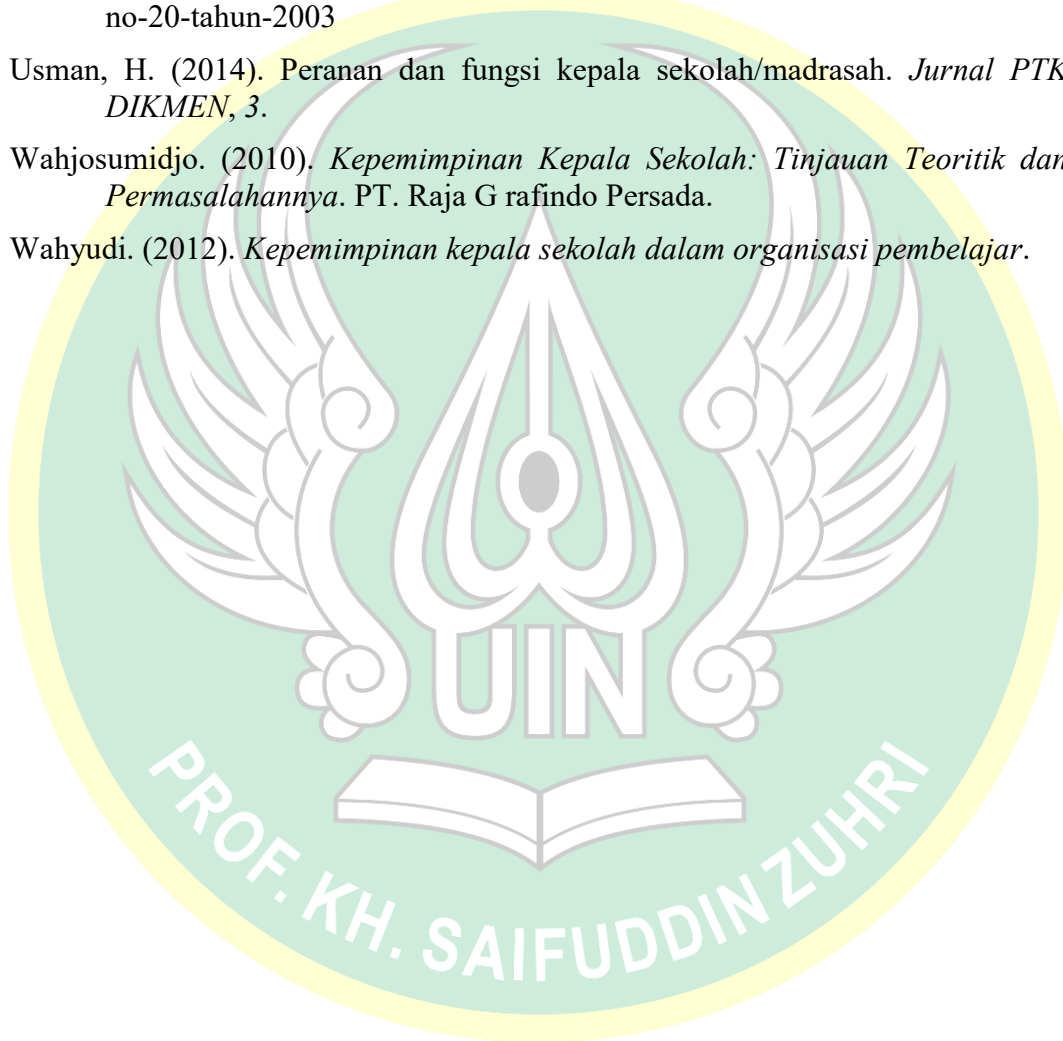 no-20-tahun-2003
Usman, H. (2014). Peranan dan fungsi kepala sekolah/madrasah. Jurnal PTK
DIKMEN, 3.
Wahjosumidjo. (2010). Kepemimpinan Kepala Sekolah: Tinjauan Teoritik dan
Permasalahannya. PT. Raja G rafindo Persada.
Wahyudi. (2012). Kepemimpinan kepala sekolah dalam organisasi pembelajar.
UIN
PROF. KH. SAIFUDDIN ZUHRI